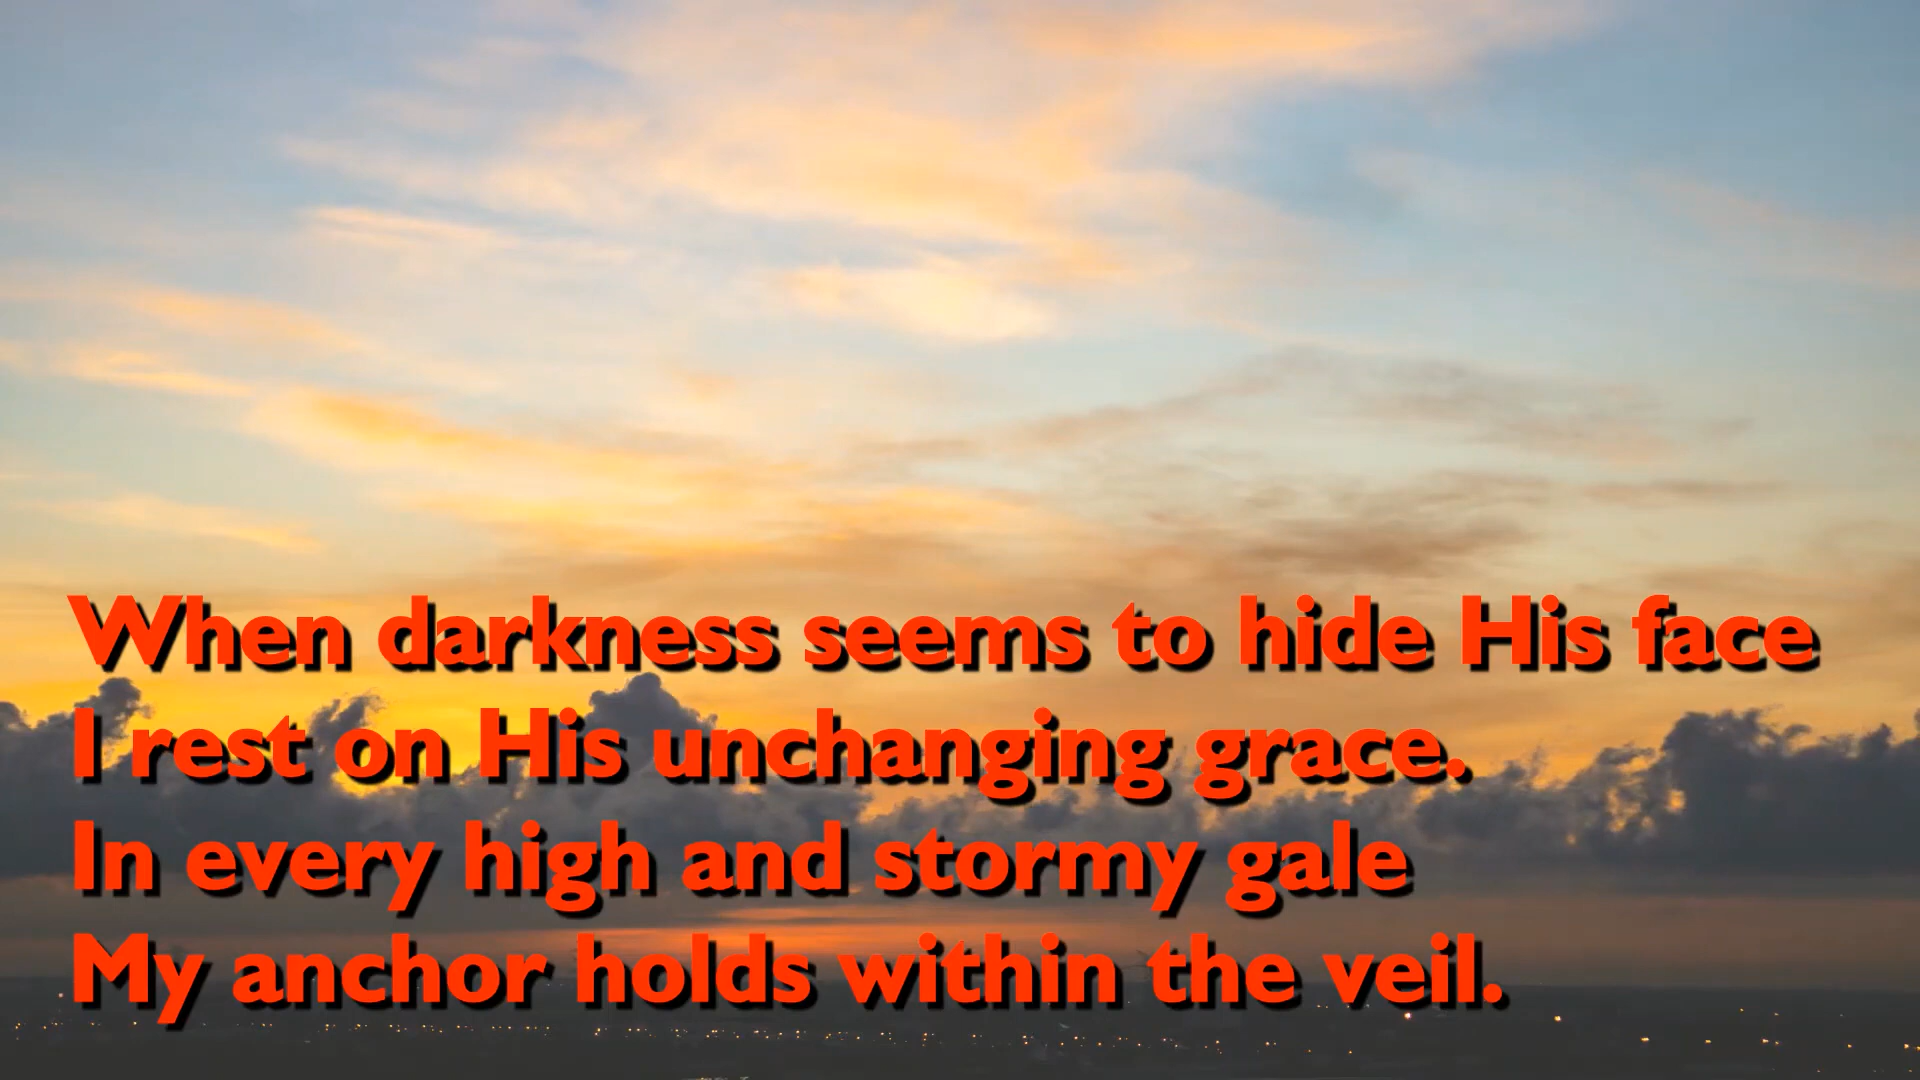 When darkness seems to hide His face
I rest on His unchanging grace.
In every high and stormy gale
My anchor holds within the veil.